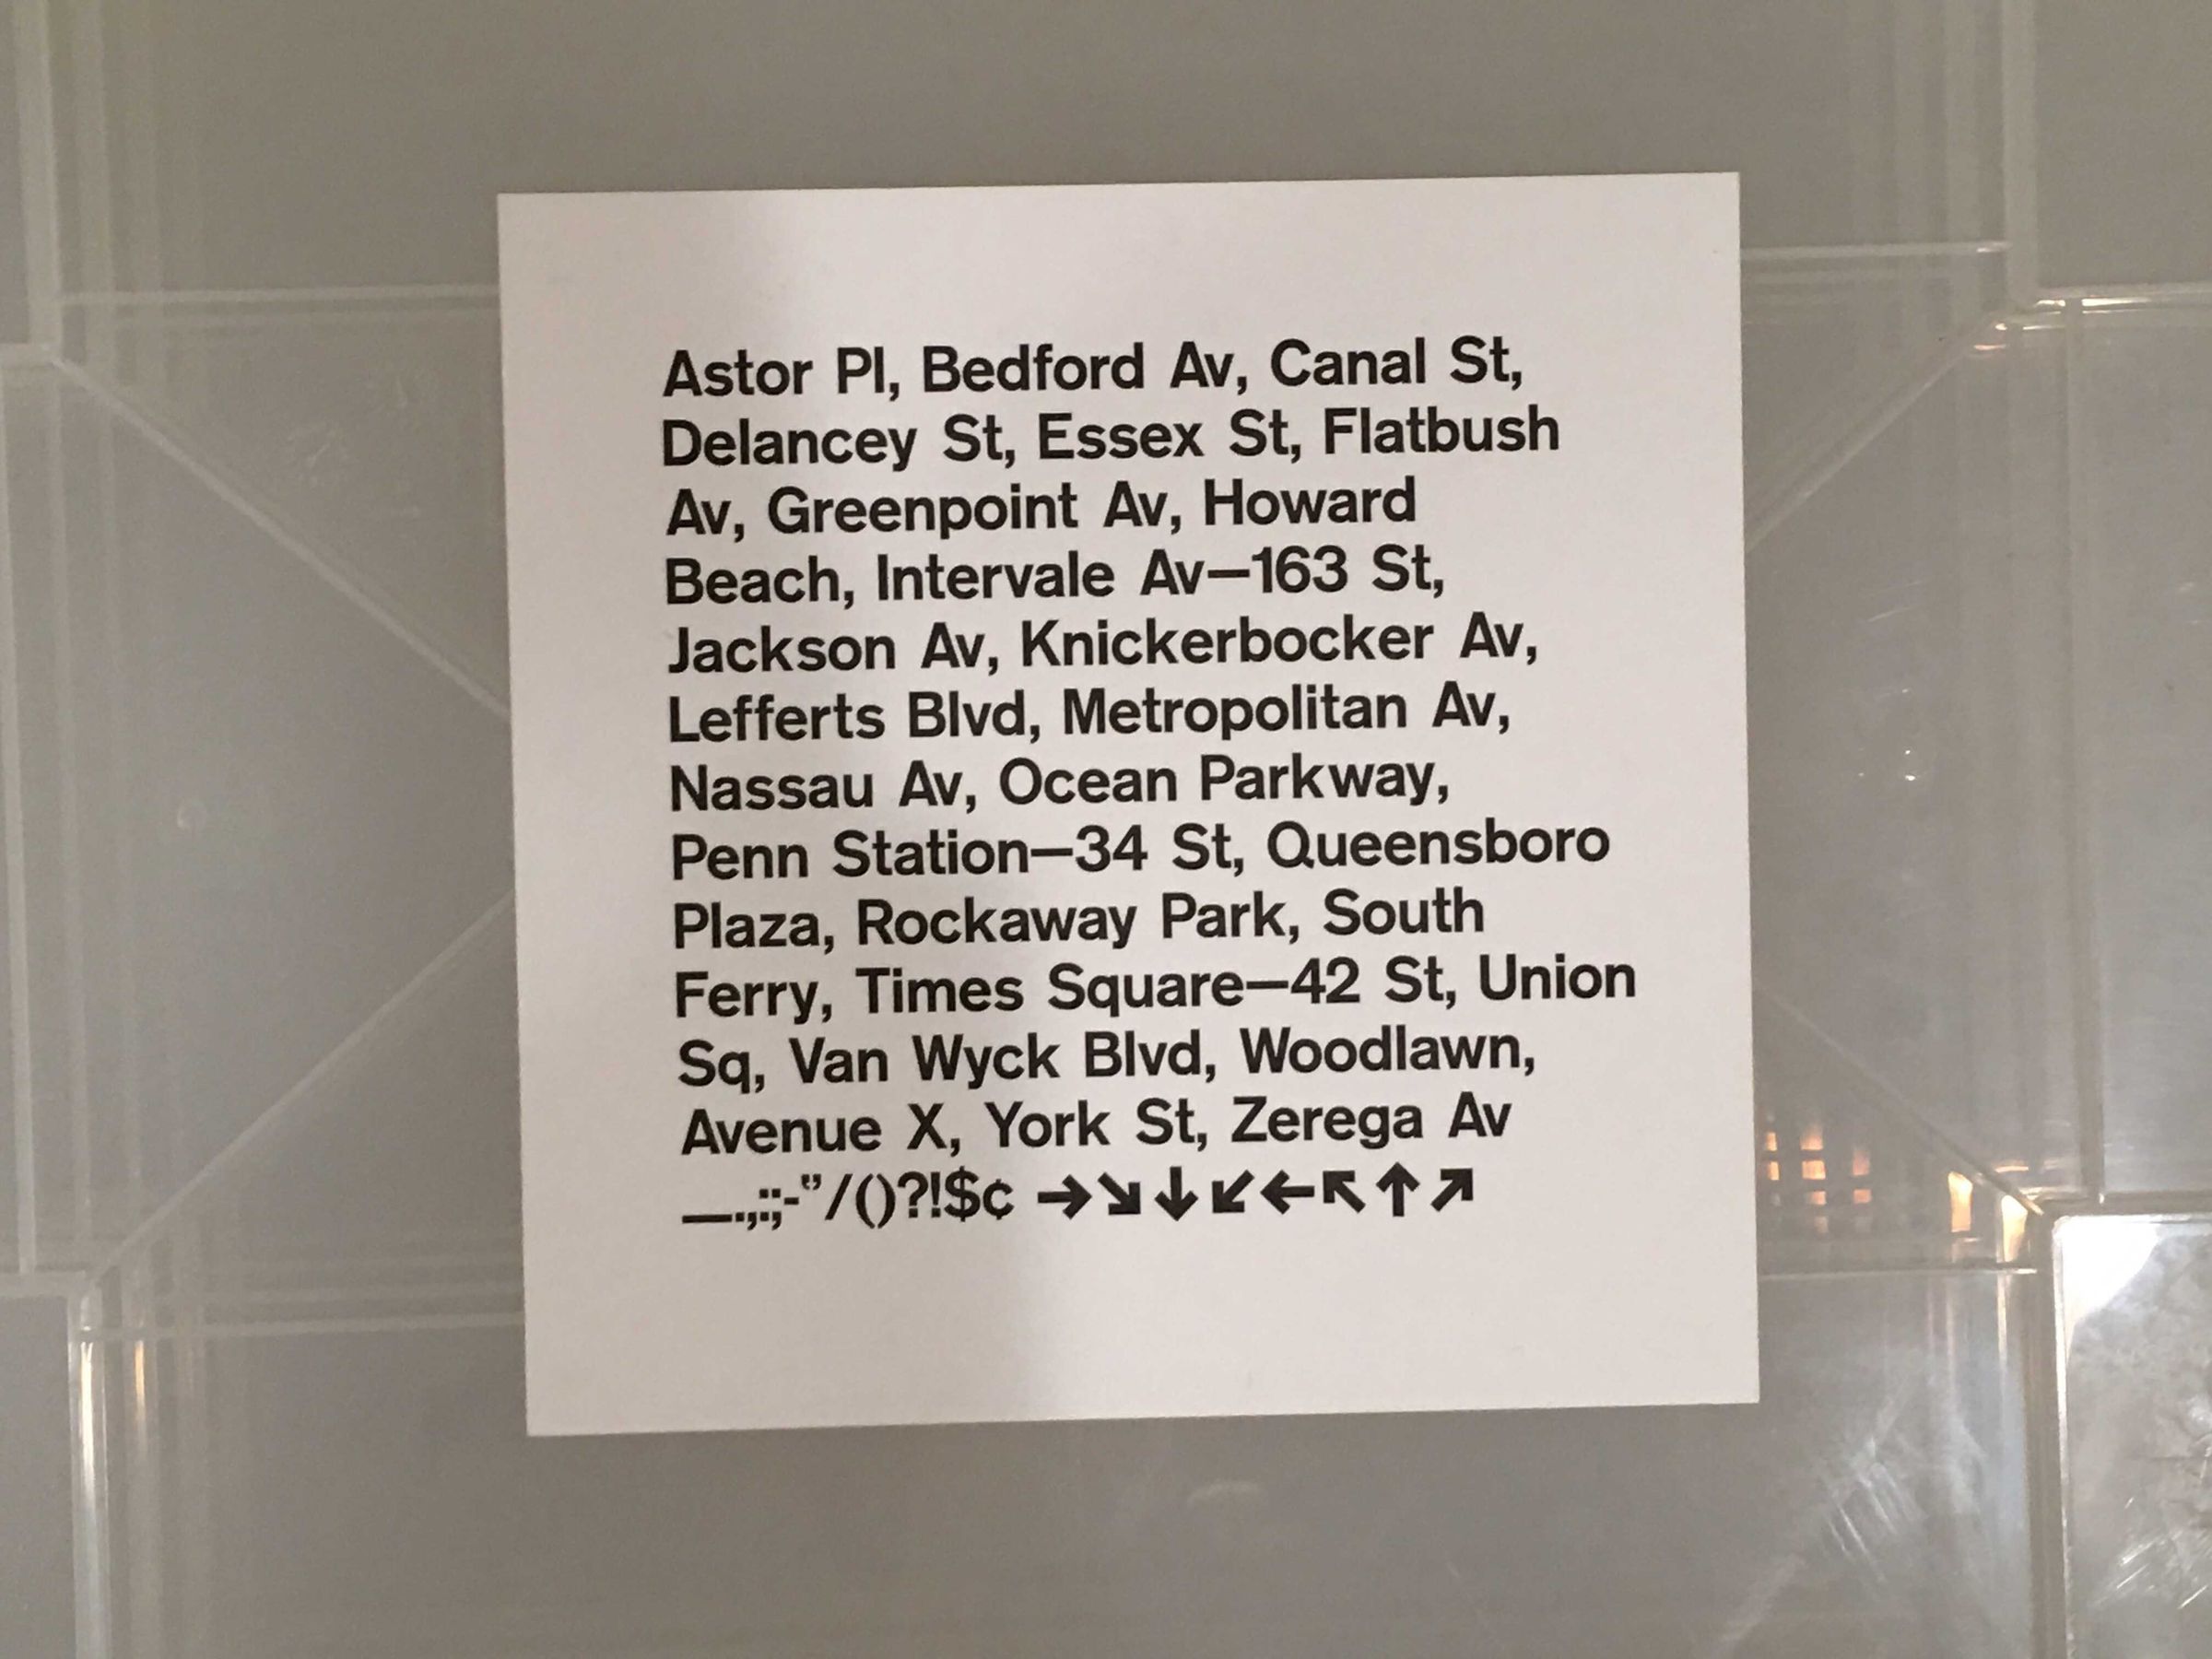 Astor Pl, Bedford Av, Canal St,
Delancey St, Essex St, Flatbush
Av, Greenpoint Av, Howard
Beach, Intervale Av—163 St,
Jackson Av, Knickerbocker Av,
Lefferts Blvd, Metropolitan Av,
Nassau Av, Ocean Parkway,
Penn Station—34 St, Queensboro
Plaza, Rockaway Park, South
Ferry, Times Square—42 St, Union
Sq, Van Wyck Blvd, Woodlawn,
Avenue X, York St, Zerega Av
—.,:;-”/()?!$¢ →↘↓↙←↖↑↗